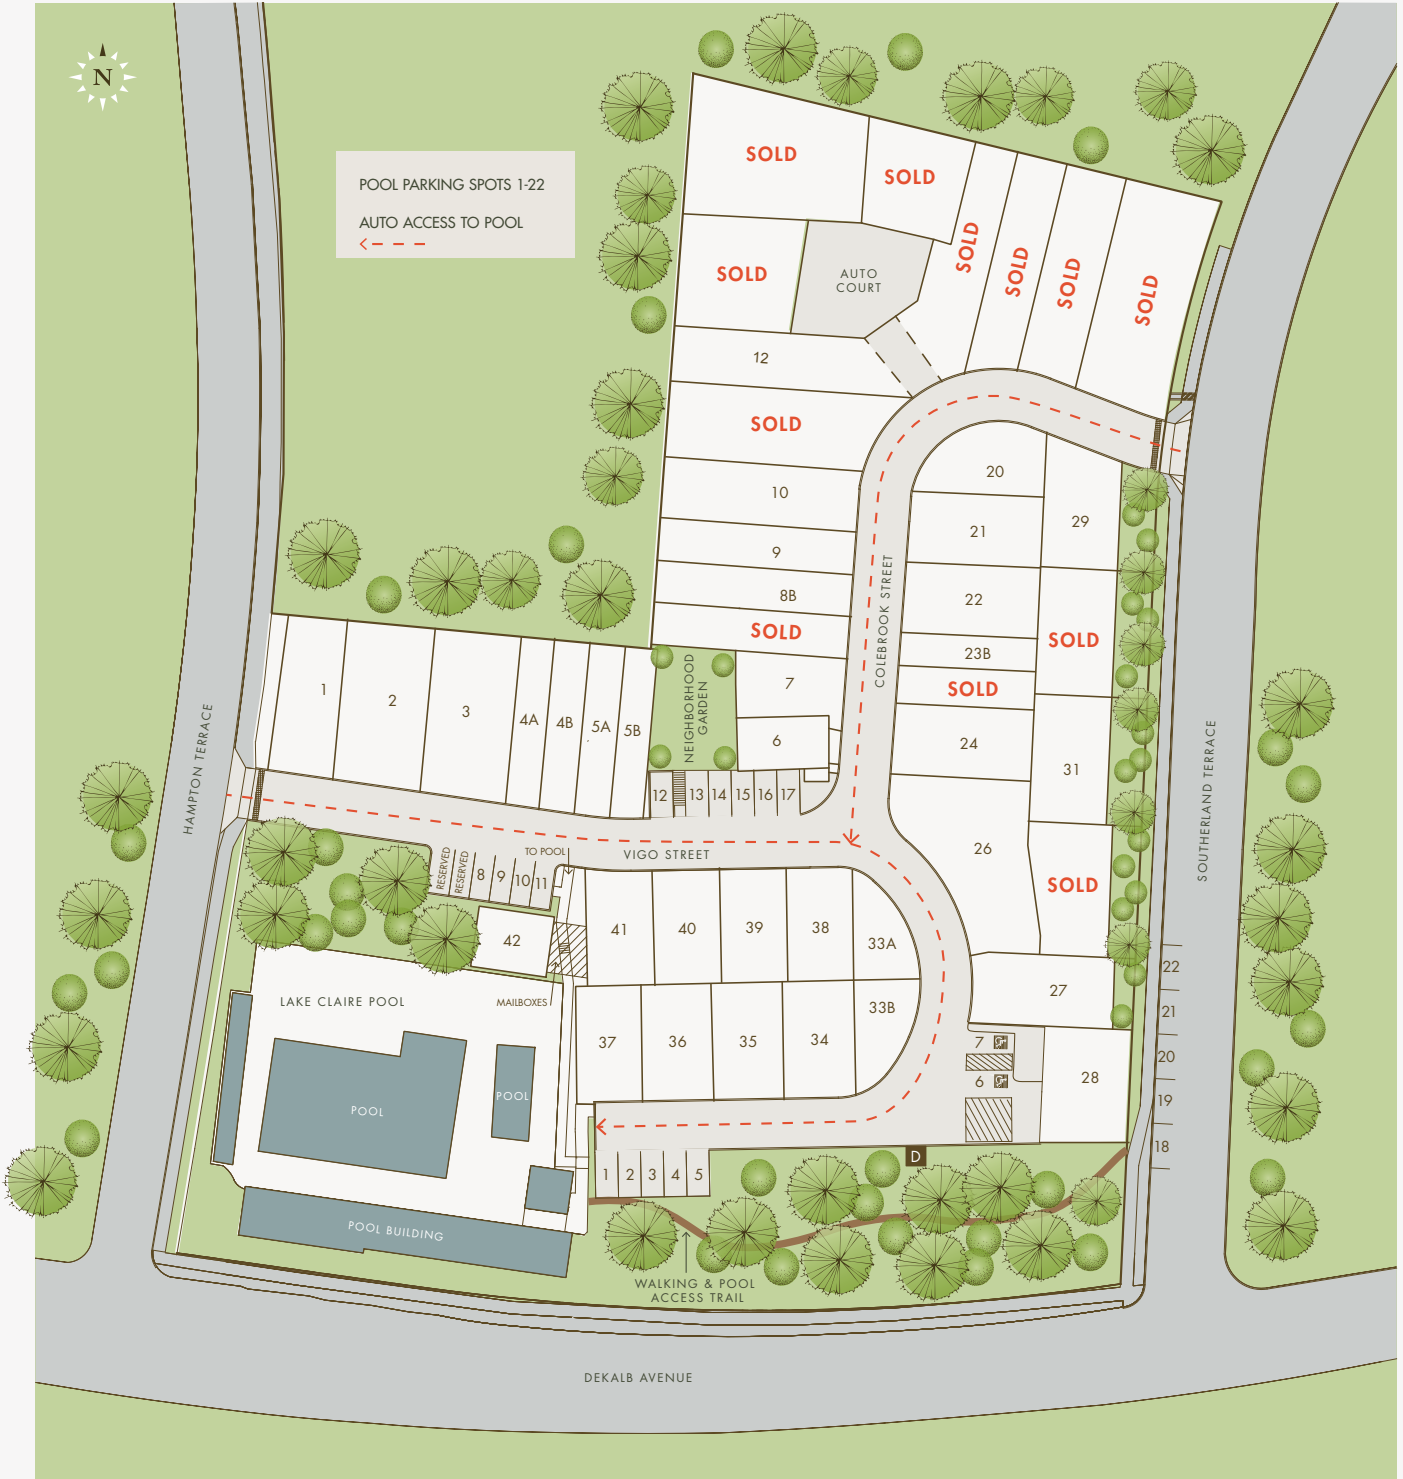 N
POOL PARKING SPOTS 1-22
AUTO ACCESS TO POOL
SOLD
SOLD
SOLD
SOLD
SOLD
SOLD
SOLD
AUTO
COURT
12
SOLD
10
9
8B
SOLD
7
6
20
21
22
23B
SOLD
24
26
27
28
29
SOLD
31
SOLD
COLEBROOK STREET
NEIGHBORHOOD
GARDEN
1
2
3
4A
4B
5A
5B
12
13
14
15
16
17
HAMPTON TERRACE
SOUTHERLAND TERRACE
VIGO STREET
TO POOL
RESERVED
RESERVED
8
9
10
11
42
MAILBOXES
41
40
39
38
33A
37
36
35
34
33B
7
6
22
21
20
19
18
LAKE CLAIRE POOL
POOL
POOL
POOL BUILDING
1
2
3
4
5
D
WALKING & POOL
ACCESS TRAIL
DEKALB AVENUE